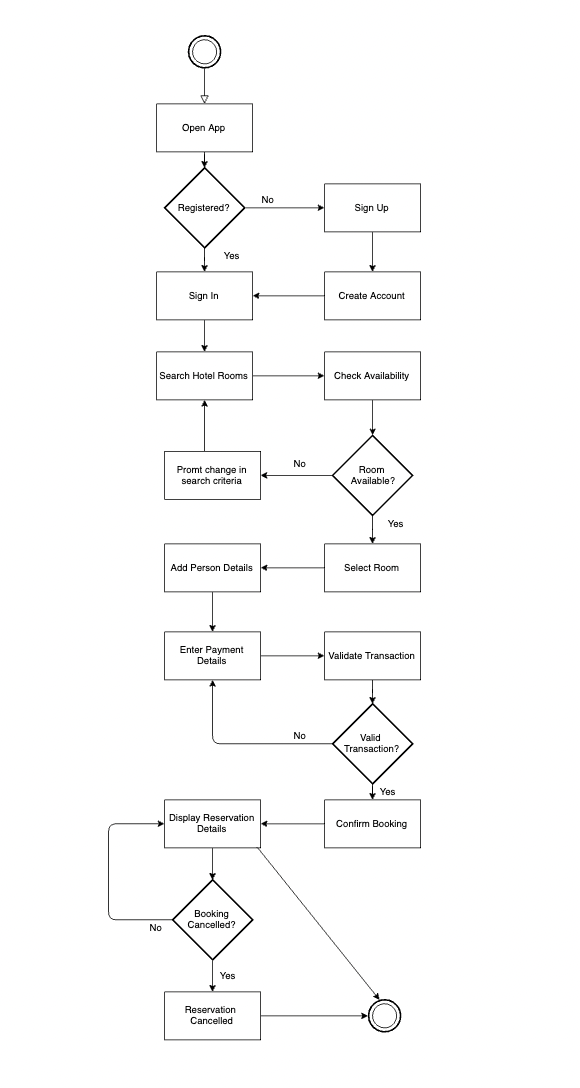 Open App
Registered?
No
Sign Up
Yes
Sign In
Create Account
Search Hotel Rooms
Check Availability
Promt change in
search criteria
No
Room
Available?
Yes
Add Person Details
Select Room
Enter Payment
Details
Validate Transaction
No
Valid
Transaction?
Yes
Display Reservation
Details
Confirm Booking
Booking
Cancelled?
No
Yes
Reservation
Cancelled